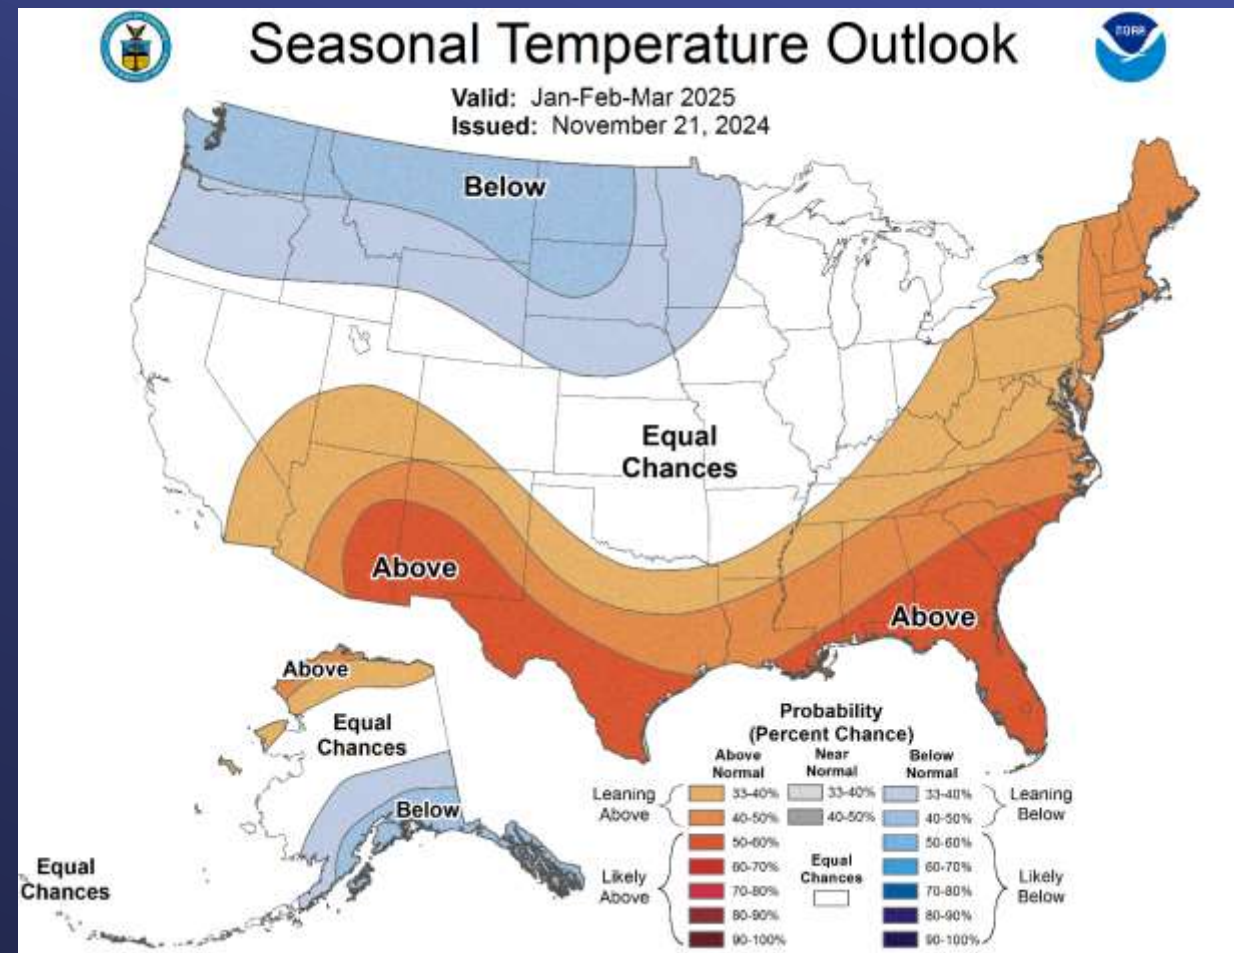 Seasonal Temperature Outlook
NOAA
Valid: Jan-Feb-Mar 2025
Issued: November 21, 2024
Below
Equal
Chances
Above
Above
Above
Equal
Chances
Below
Equal
Chances
Probability
(Percent Chance)
Above
Normal
Near
Normal
Below
Normal
Leaning
Above
33-40%
33-40%
33-40%
Leaning
Below
40-50%
40-50%
40-50%
50-60%
50-60%
Likely
Above
60-70%
Equal
Chances
60-70%
Likely
Below
70-80%
70-80%
80-90%
80-90%
90-100%
90-100%